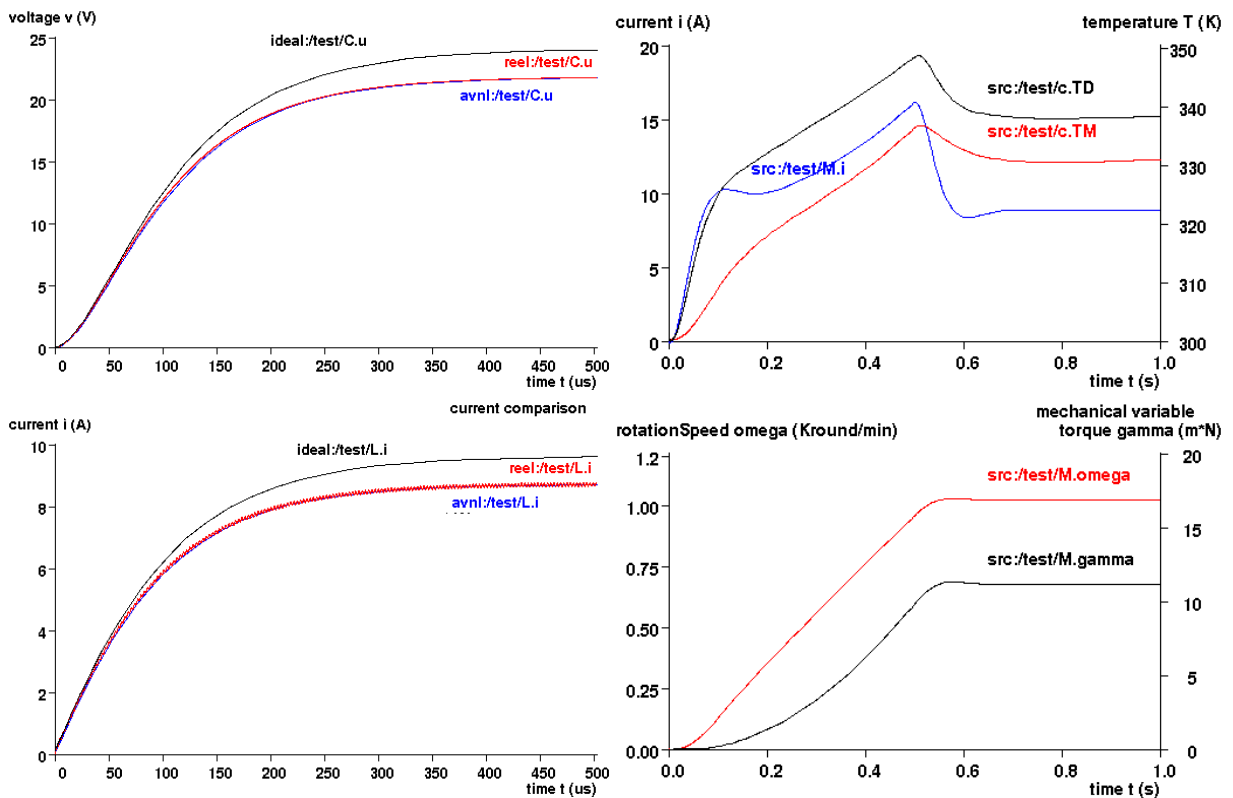 voltage v (V)
25
20
15
10
5
0
ideal:/test/C.u
reel:/test/C.u
avnl:/test/C.u
0 50 100 150 200 250 300 350 400 450 500
time t (us)
current i (A)
temperature T (K)
20
15
10
5
0
350
340
330
320
310
300
src:/test/c.TD
src:/test/c.TM
src:/test/M.i
0.0 0.2 0.4 0.6 0.8 1.0
time t (s)
current comparison
current i (A)
10
8
6
4
2
0
ideal:/test/L.i
reel:/test/L.i
avnl:/test/L.i
0 50 100 150 200 250 300 350 400 450 500
time t (us)
mechanical variable
rotationSpeed omega (Kround/min)
torque gamma (m*N)
1.2
1.00
0.75
0.50
0.25
0.00
20
15
10
5
0
src:/test/M.omega
src:/test/M.gamma
0.0 0.2 0.4 0.6 0.8 1.0
time t (s)